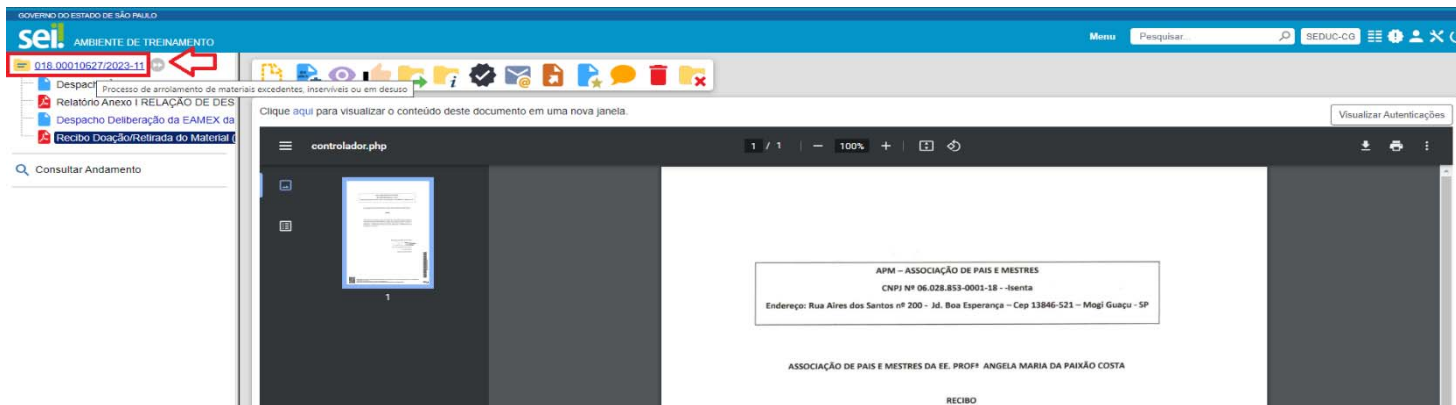 GOVERNO DO ESTADO DE SÃO PAULO
sei! AMBIENTE DE TREINAMENTO
Menu
Pesquisar...
SEDUC-CG
018.00010627/2023-11
Despach
Processo de arrolamento de materiais excedentes, inservíveis ou em desuso
Relatório Anexo I RELAÇÃO DE DES
Despacho Deliberação da EAMEX da
Recibo Doação/Retirada do Material (
Consultar Andamento
Clique aqui para visualizar o conteúdo deste documento em uma nova janela.
Visualizar Autenticações
controlador.php
1 / 1
100%
1
APM – ASSOCIAÇÃO DE PAIS E MESTRES
CNPJ Nº 06.028.853-0001-18 - -Isenta
Endereço: Rua Aires dos Santos nº 200 - Jd. Boa Esperança – Cep 13846-521 – Mogi Guaçu - SP
ASSOCIAÇÃO DE PAIS E MESTRES DA EE. PROFª ANGELA MARIA DA PAIXÃO COSTA
RECIBO